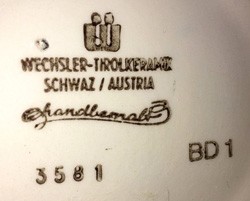 WECHSLER-TIROLKERAMIK
SCHWAZ / AUSTRIA
handbemalt
3581
BD 1